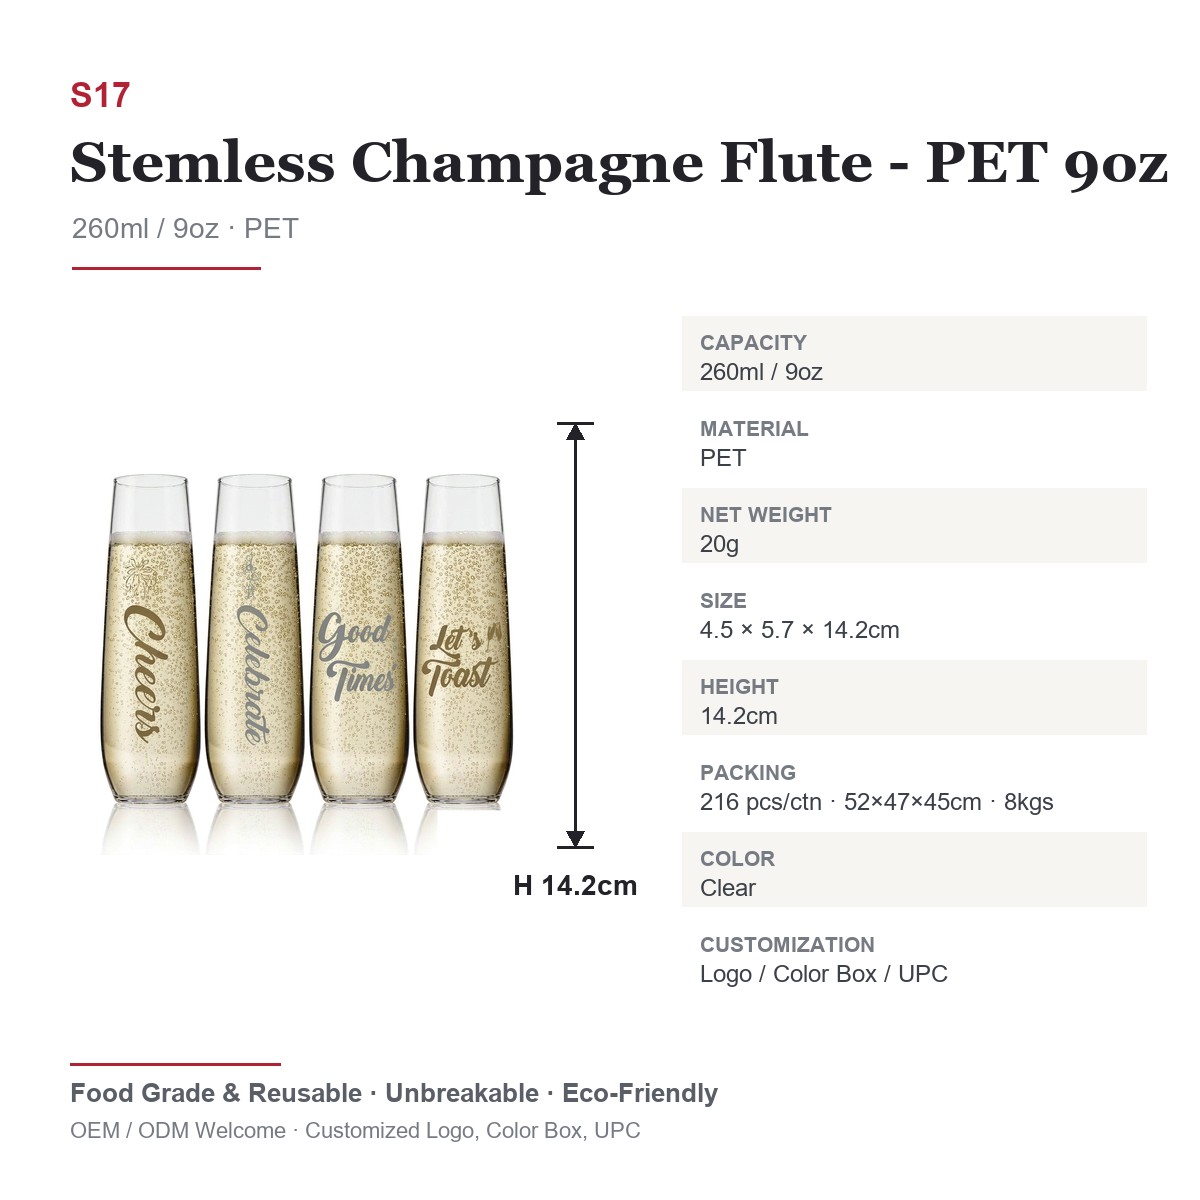 S17
Stemless Champagne Flute - PET 9oz
260ml / 9oz · PET
Cheers
Celebrate
Good
Times
Let's
Toast
H 14.2cm
CAPACITY
260ml / 9oz
MATERIAL
PET
NET WEIGHT
20g
SIZE
4.5 × 5.7 × 14.2cm
HEIGHT
14.2cm
PACKING
216 pcs/ctn · 52×47×45cm · 8kgs
COLOR
Clear
CUSTOMIZATION
Logo / Color Box / UPC
Food Grade & Reusable · Unbreakable · Eco-Friendly
OEM / ODM Welcome · Customized Logo, Color Box, UPC